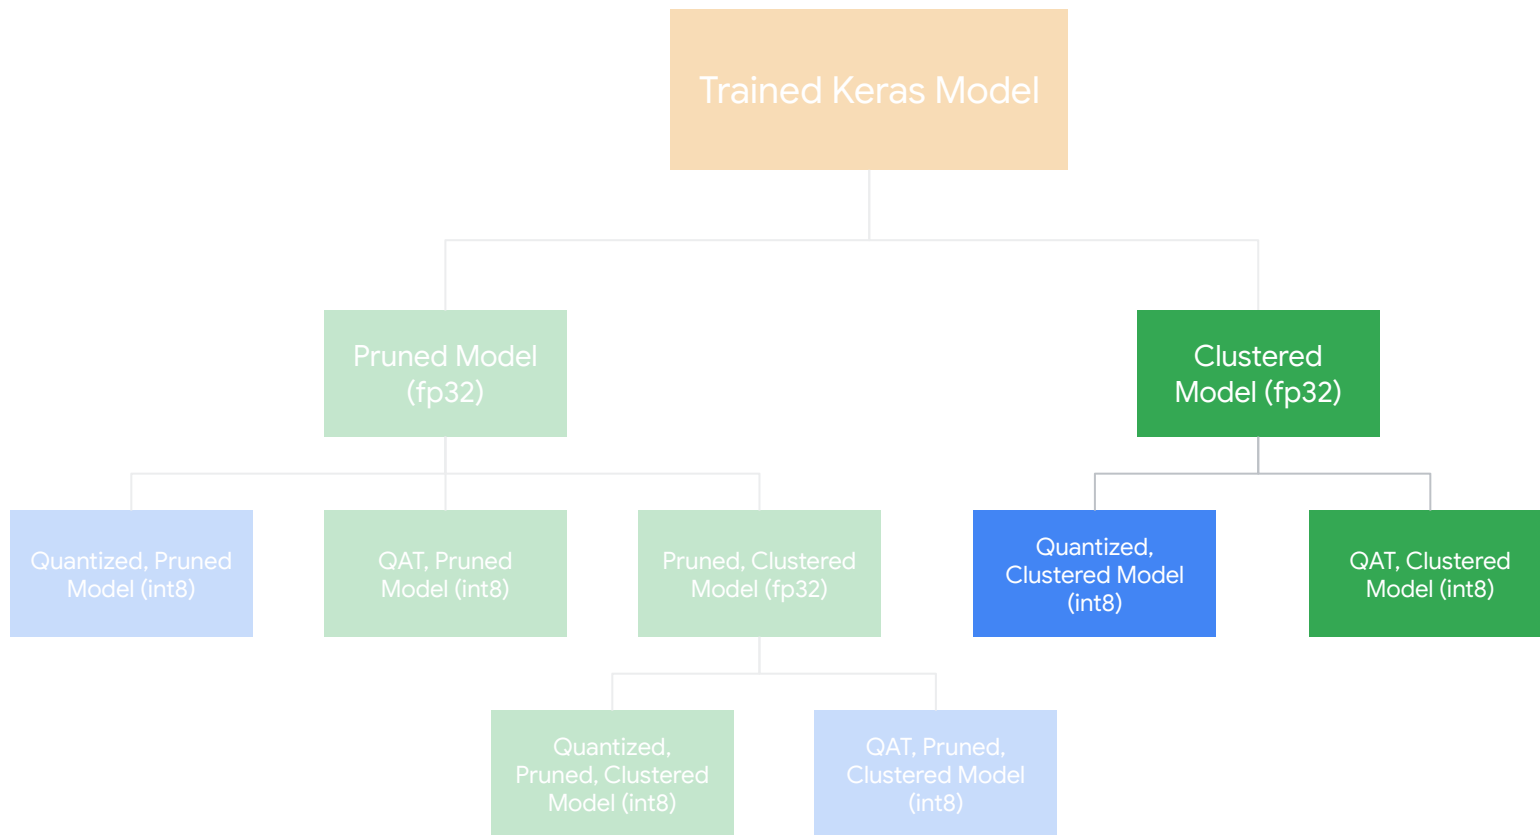 Trained Keras Model
Pruned Model
(fp32)
Clustered
Model (fp32)
Quantized, Pruned
Model (int8)
QAT, Pruned
Model (int8)
Pruned, Clustered
Model (fp32)
Quantized,
Clustered Model
(int8)
QAT, Clustered
Model (int8)
Quantized,
Pruned, Clustered
Model (int8)
QAT, Pruned,
Clustered Model
(int8)